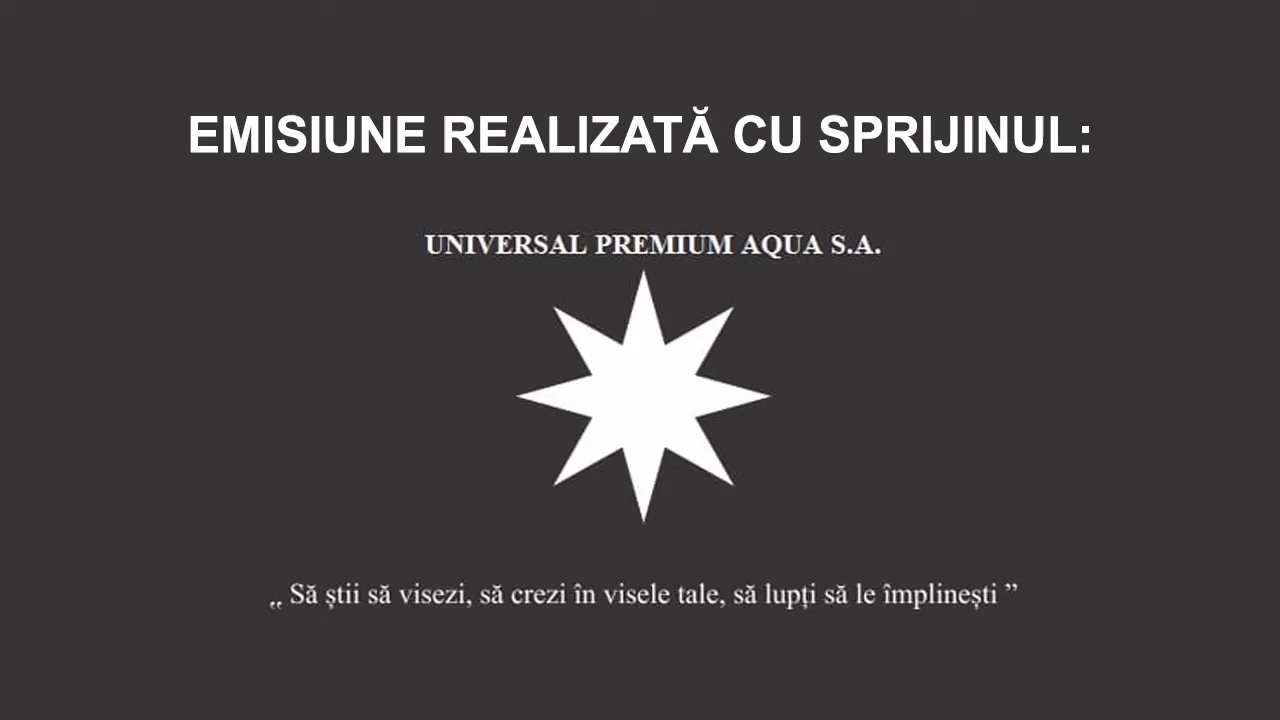 EMISIUNE REALIZATĂ CU SPRIJINUL:
UNIVERSAL PREMIUM AQUA S.A.
„ Să știi să visezi, să crezi în visele tale, să lupți să le împlinești ”